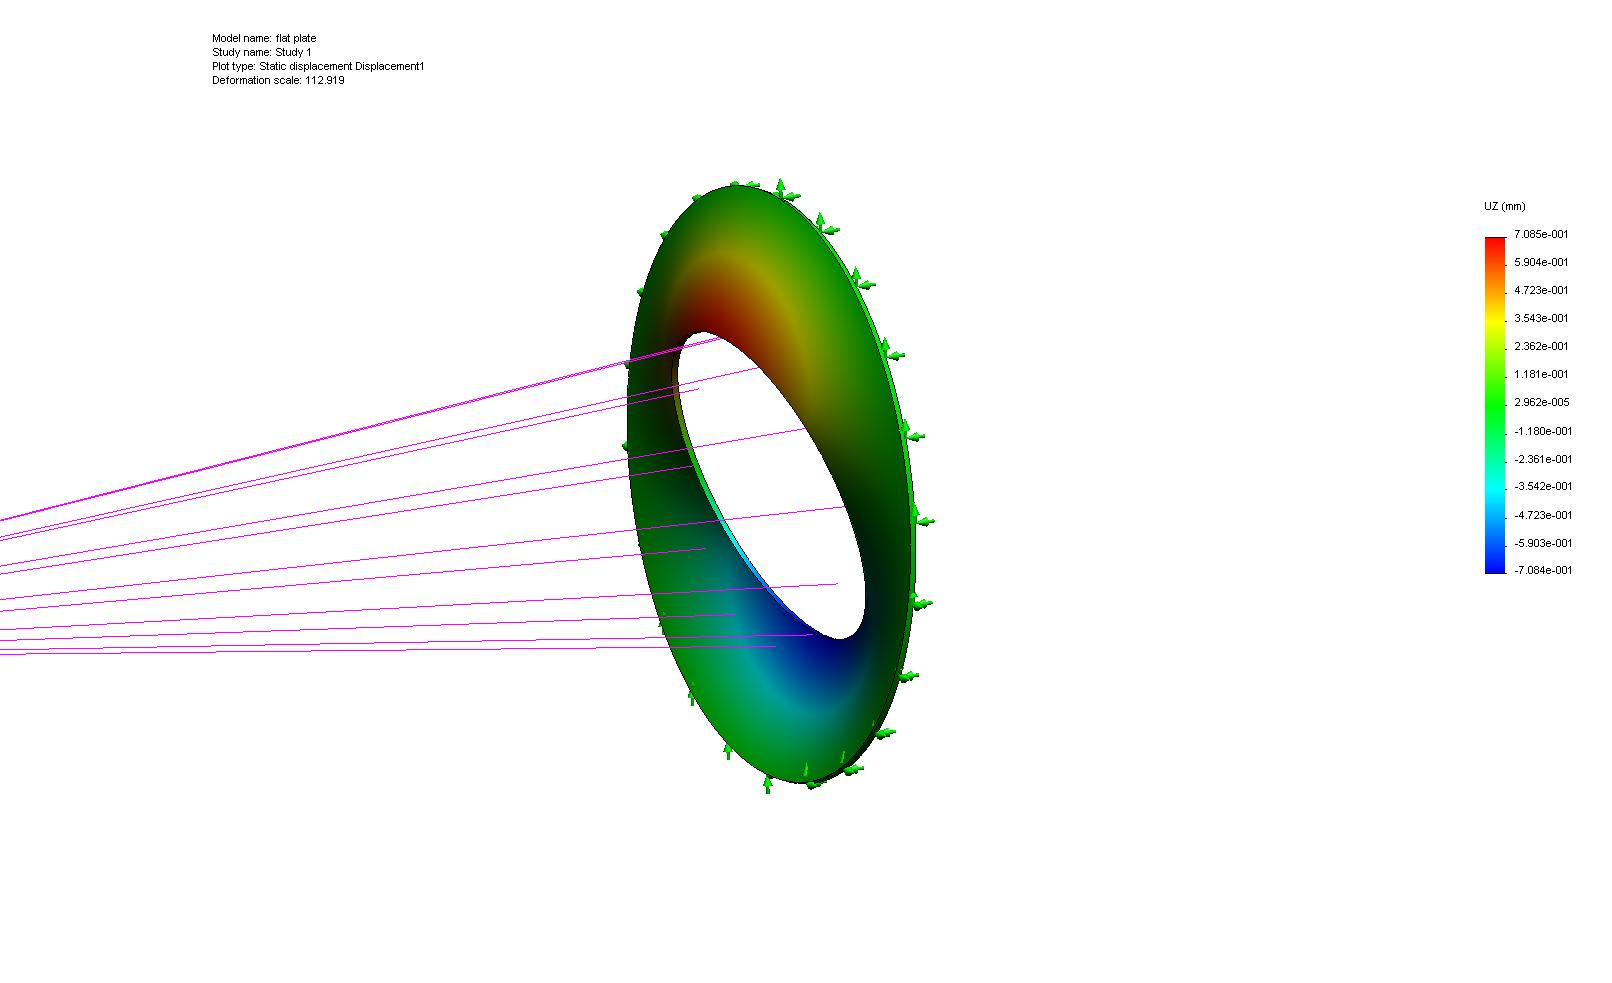 Model name: flat plate
Study name: Study 1
Plot type: Static displacement Displacement1
Deformation scale: 112.919
UZ (mm)
7.085e-001
5.904e-001
4.723e-001
3.543e-001
2.362e-001
1.181e-001
2.962e-005
-1.180e-001
-2.361e-001
-3.542e-001
-4.723e-001
-5.903e-001
-7.084e-001